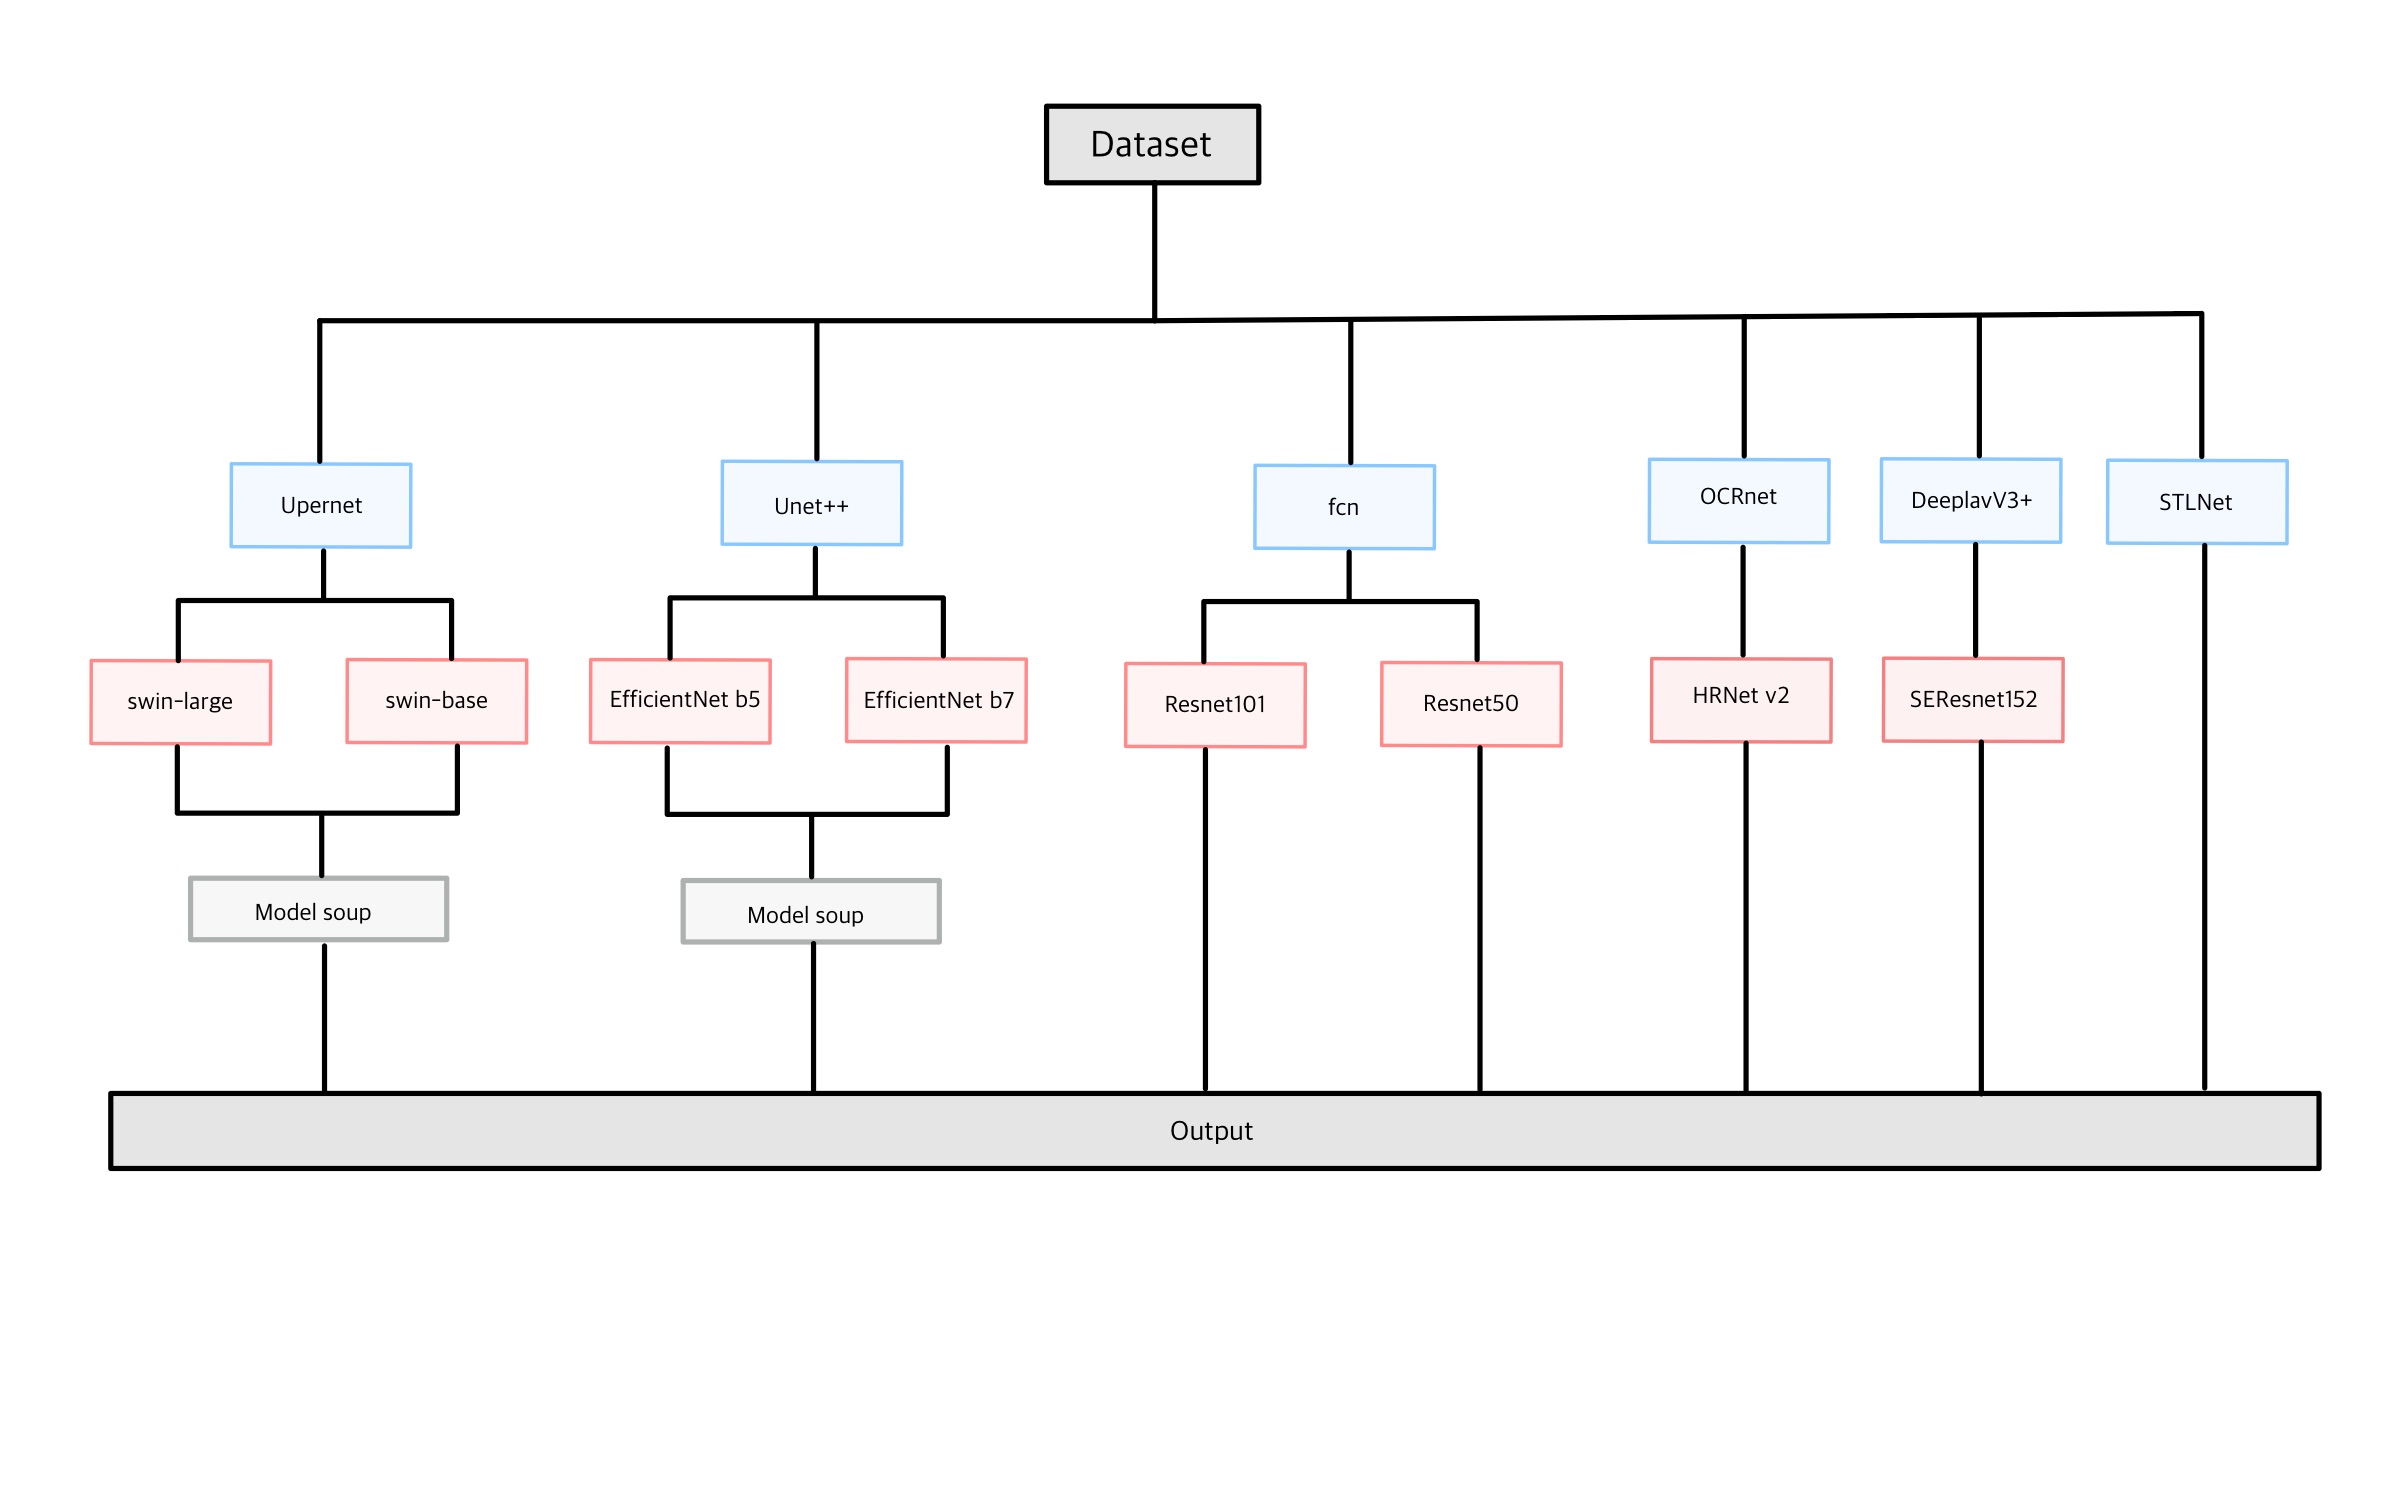 Dataset
Upernet
Unet++
fcn
OCRnet
DeeplavV3+
STLNet
swin-large
swin-base
EfficientNet b5
EfficientNet b7
Resnet101
Resnet50
HRNet v2
SEResnet152
Model soup
Model soup
Output